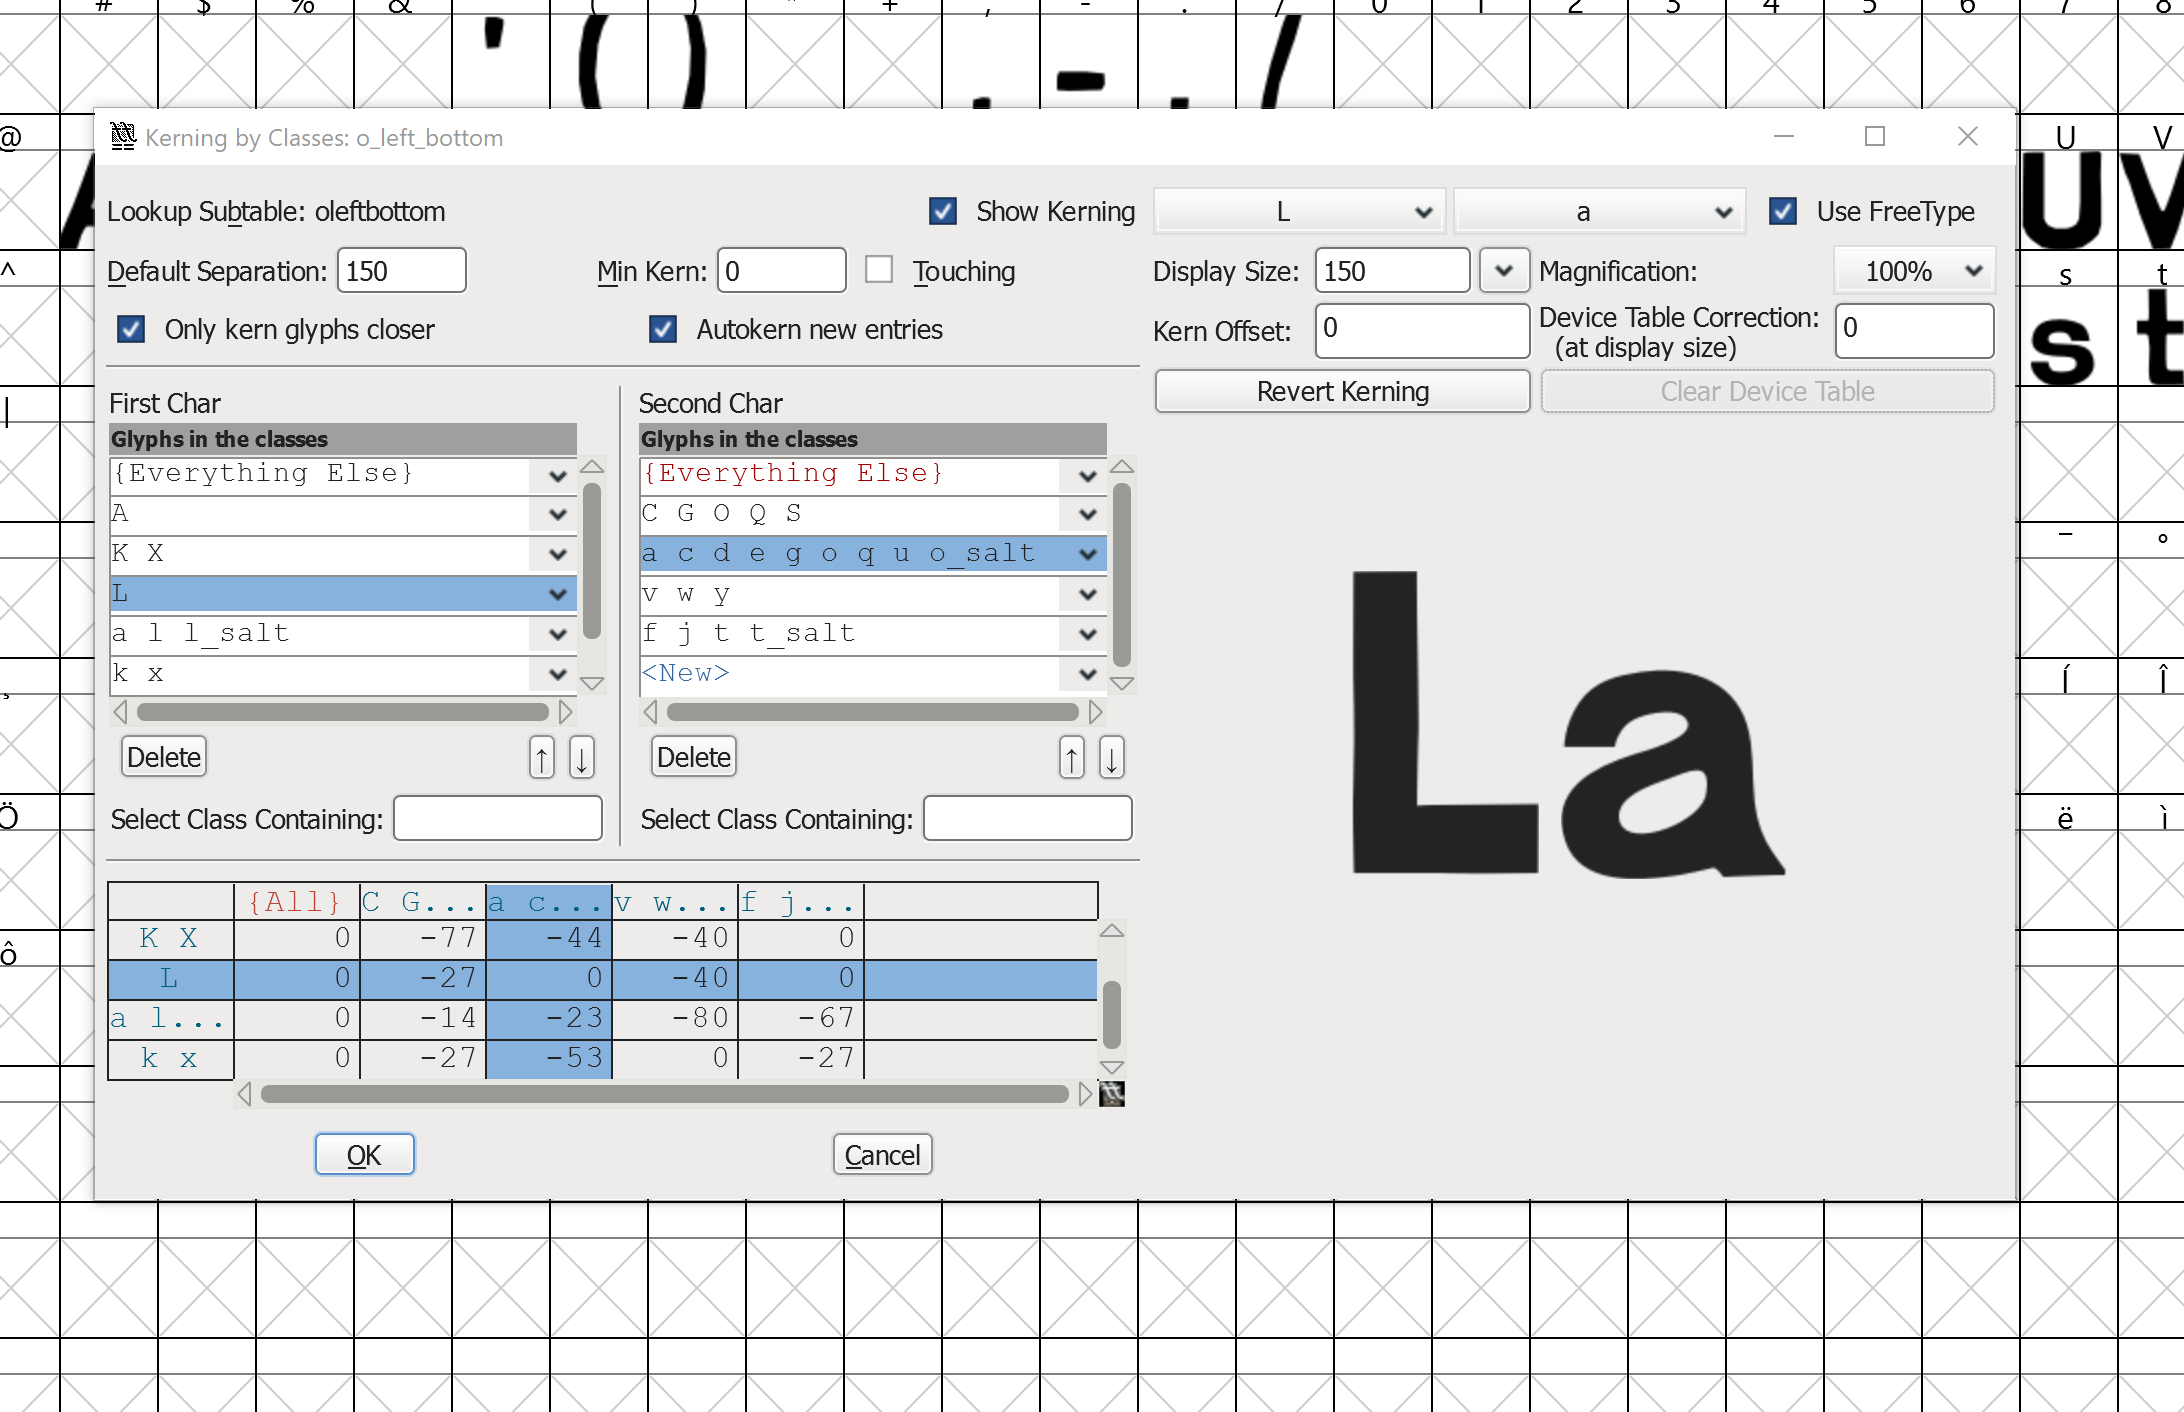 # $ % & ' ( ) * + , - . / 0 1 2 3 4 5 6 7 8
' ( ) , - . /
@ U V
Kerning by Classes: o_left_bottom
A U V
Lookup Subtable: oleftbottom Show Kerning L a Use FreeType
^ Default Separation: 150 Min Kern: 0 Touching Display Size: 150 Magnification: 100% s t
Only kern glyphs closer Autokern new entries Kern Offset: 0 Device Table Correction: 0
(at display size)
s t
Revert Kerning Clear Device Table
| First Char Second Char
Glyphs in the classes Glyphs in the classes
{Everything Else} {Everything Else}
A C G O Q S
K X a c d e g o q u o_salt ¯ °
L v w y
a l l_salt f j t t_salt
k x <New> Í Î
La
Delete ↑ ↓ Delete ↑ ↓
Ö Select Class Containing: Select Class Containing: ë ì
{All} C G... a c... v w... f j...
K X 0 -77 -44 -40 0
ô
L 0 -27 0 -40 0
a l... 0 -14 -23 -80 -67
k x 0 -27 -53 0 -27
OK Cancel